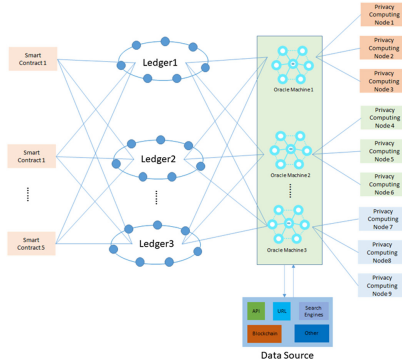 Smart
Contract 1
Smart
Contract 1
Smart
Contract 5
Ledger1
Ledger2
Ledger3
Oracle Machine 1
Oracle Machine 2
Oracle Machine 3
Privacy
Computing
Node 1
Privacy
Computing
Node 2
Privacy
Computing
Node 3
Privacy
Computing
Node 4
Privacy
Computing
Node 5
Privacy
Computing
Node 6
Privacy
Computing
Node 7
Privacy
Computing
Node8
Privacy
Computing
Node 9
API
URL
Search
Engines
Blockchain
Other
Data Source